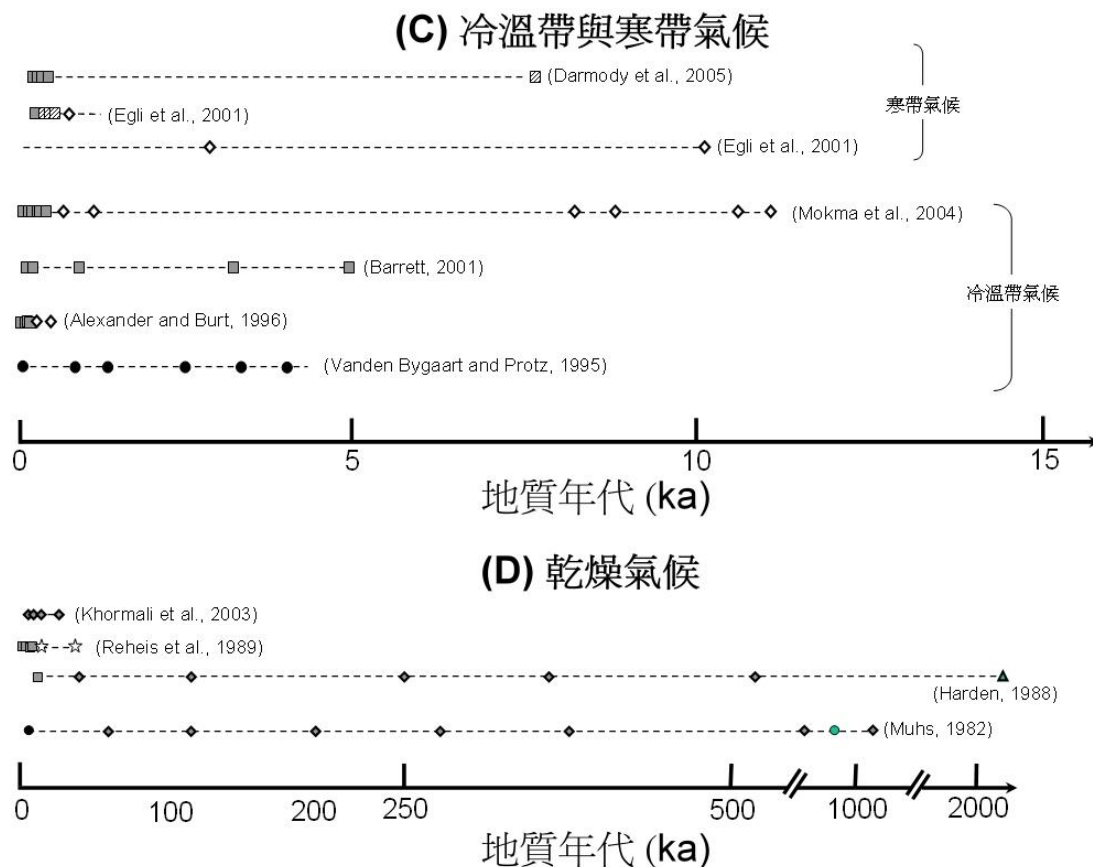 (C) 冷溫帶與寒帶氣候
(Darmody et al., 2005)
(Egli et al., 2001)
寒帶氣候
(Egli et al., 2001)
(Mokma et al., 2004)
(Barrett, 2001)
冷溫帶氣候
(Alexander and Burt, 1996)
(Vanden Bygaart and Protz, 1995)
0 5 10 15
地質年代 (ka)
(D) 乾燥氣候
(Khormali et al., 2003)
(Reheis et al., 1989)
(Harden, 1988)
(Muhs, 1982)
0 100 200 250 500 1000 2000
地質年代 (ka)